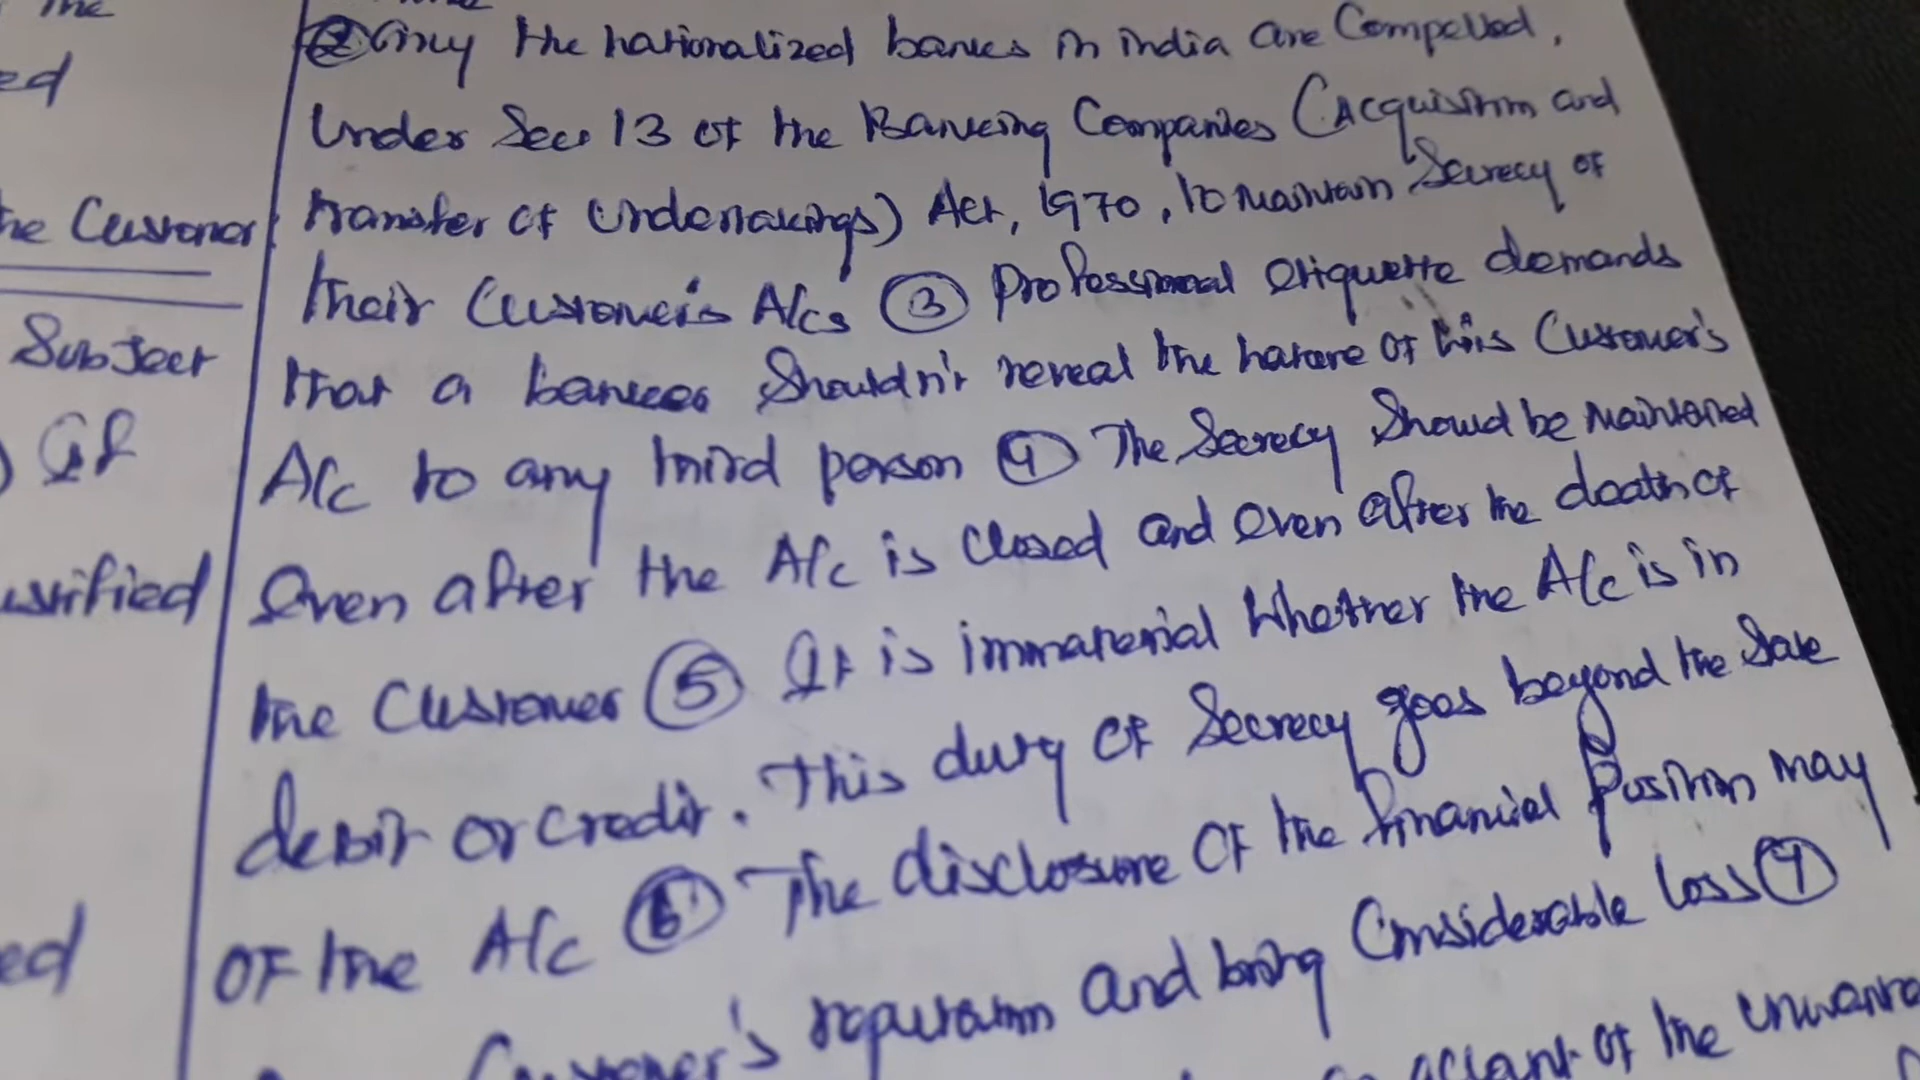 the
ed
he Customer
Subject
Gf
ustified
ed
② Giny the nationalized banks in india are Compelled,
Under Sec 13 of the Banking Companies (Acquisition and
transfer of Undertakings) Act, 1970, to maintain Secrecy of
their Customer's A/cs ③ Professional etiquette demands
that a banker Shouldn't reveal the nature of his Customer's
A/c to any third person ④ The Secrecy Should be maintained
Even after the A/c is Closed and even after the death of
the Customer ⑤ It is immaterial Whether the A/c is in
debit or credit. This duty of Secrecy goes beyond the Sate
of the A/c ⑥ The disclosure of the financial Position may
Customer's reputation and bring Considerable loss ⑦
of the